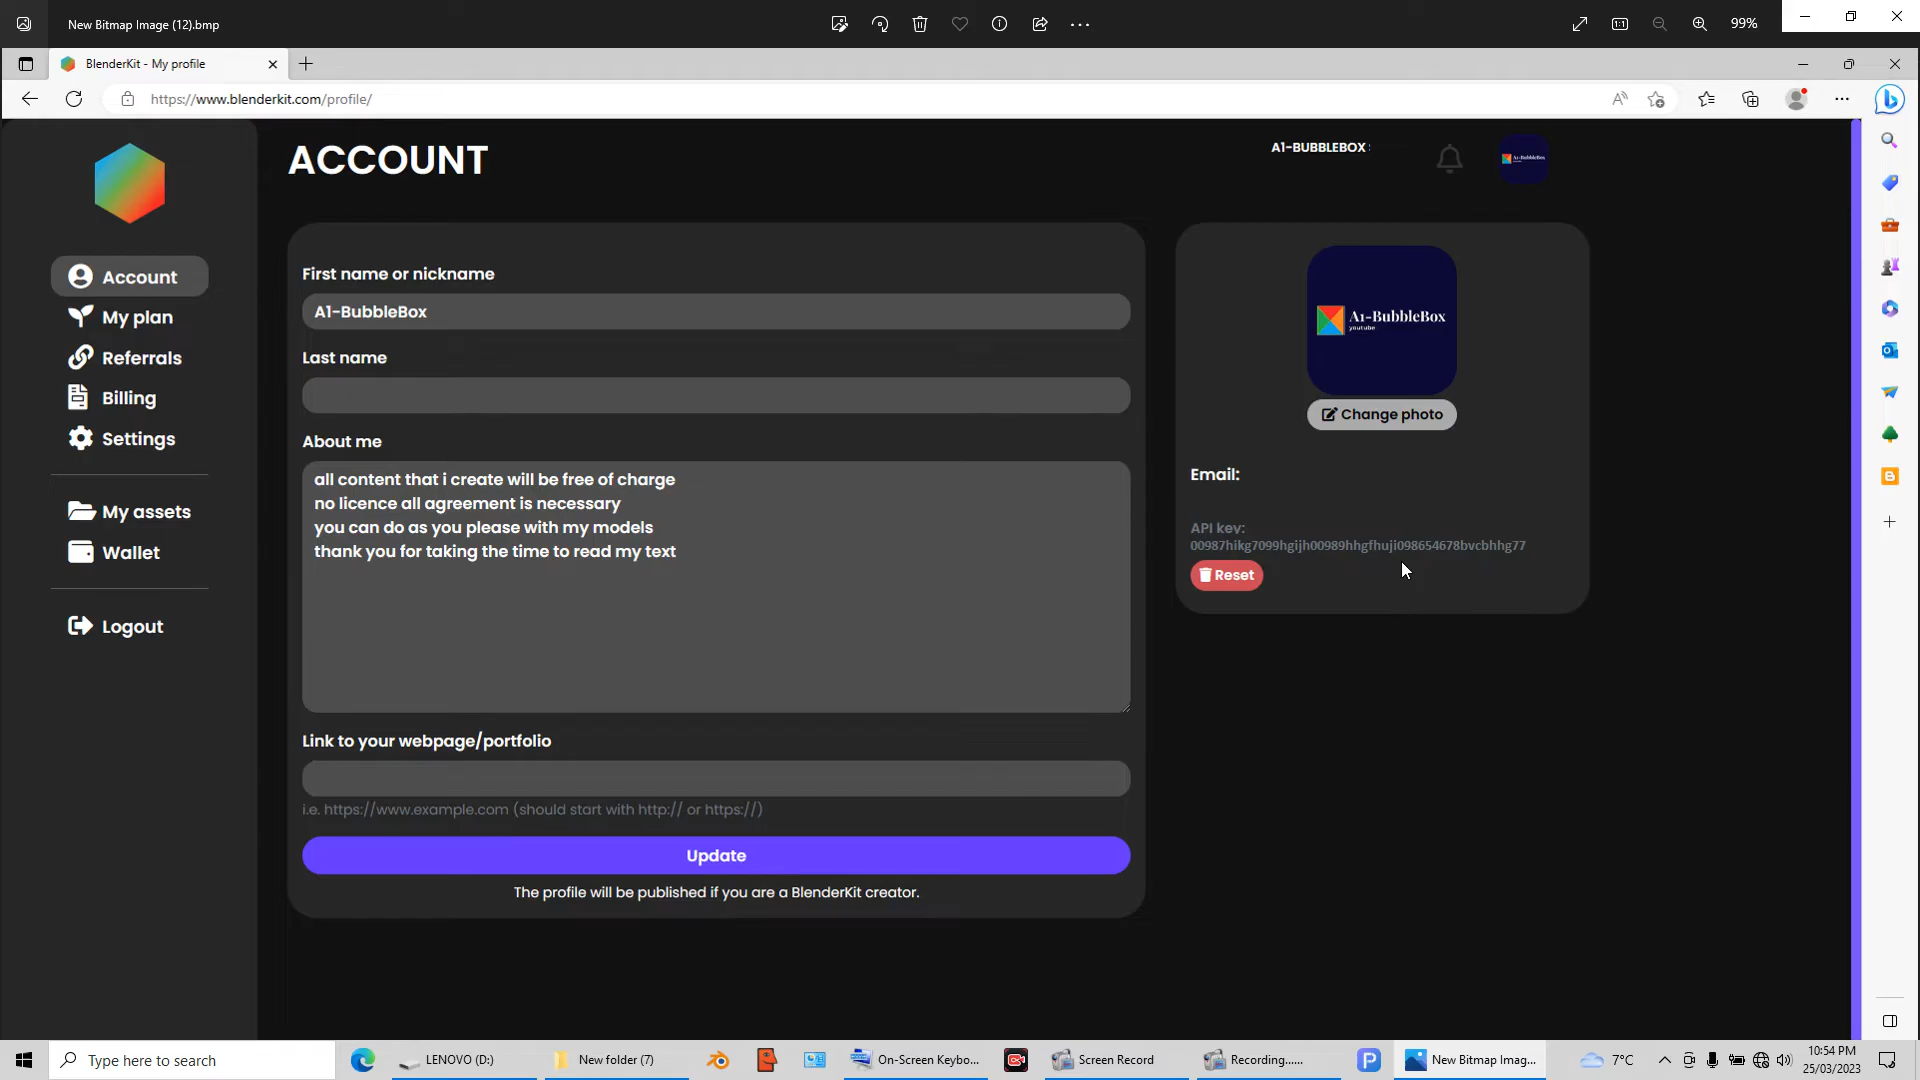 New Bitmap Image (12).bmp
99%
BlenderKit - My profile
https://www.blenderkit.com/profile/
ACCOUNT
A1-BUBBLEBOX
A1-BubbleBox
Account
My plan
Referrals
Billing
Settings
My assets
Wallet
Logout
First name or nickname
A1-BubbleBox
Last name
About me
all content that i create will be free of charge
no licence all agreement is necessary
you can do as you please with my models
thank you for taking the time to read my text
Link to your webpage/portfolio
i.e. https://www.example.com (should start with http:// or https://)
Update
The profile will be published if you are a BlenderKit creator.
A1-BubbleBox
youtube
Change photo
Email:
API key:
00987hikg7099hgijh00989hhgfhuji098654678bvcbhhg77
Reset
Type here to search
LENOVO (D:)
New folder (7)
On-Screen Keybo...
Screen Record
Recording......
New Bitmap Imag...
7°C
10:54 PM
25/03/2023